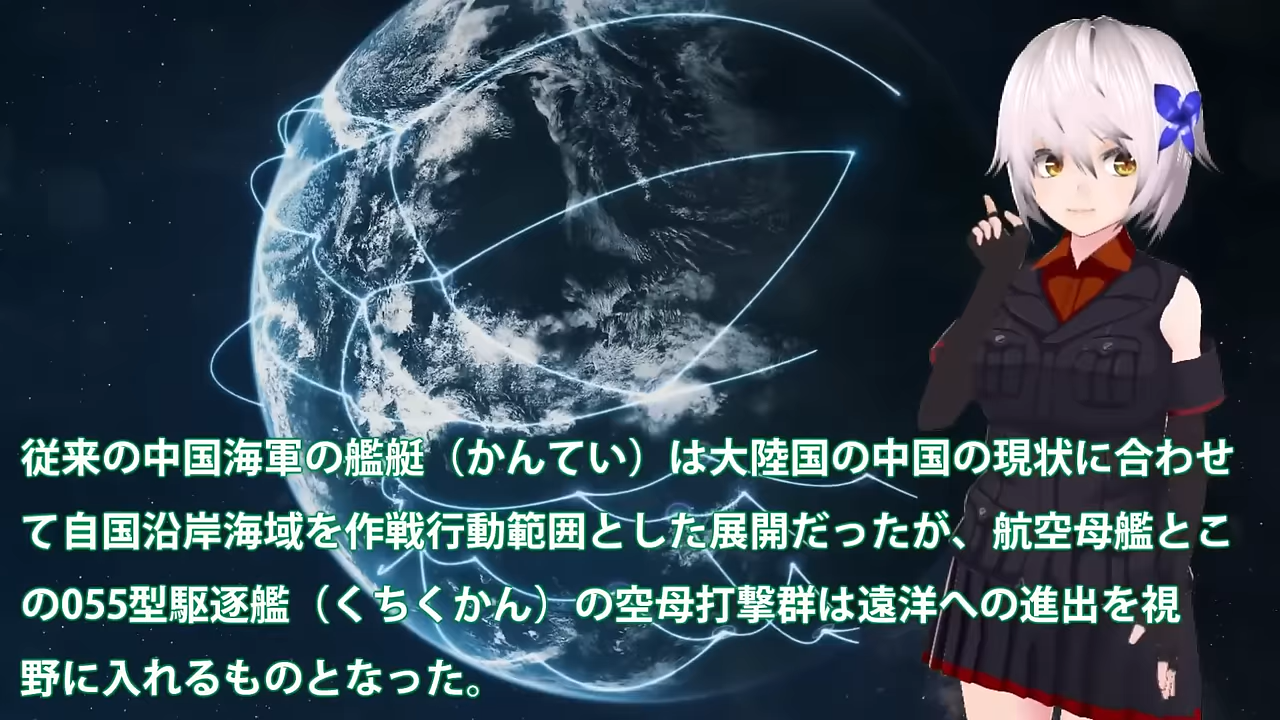 従来の中国海軍の艦艇（かんてい）は大陸国の中国の現状に合わせ
て自国沿岸海域を作戦行動範囲とした展開だったが、航空母艦とこ
の055型駆逐艦（くちくかん）の空母打撃群は遠洋への進出を視
野に入れるものとなった。